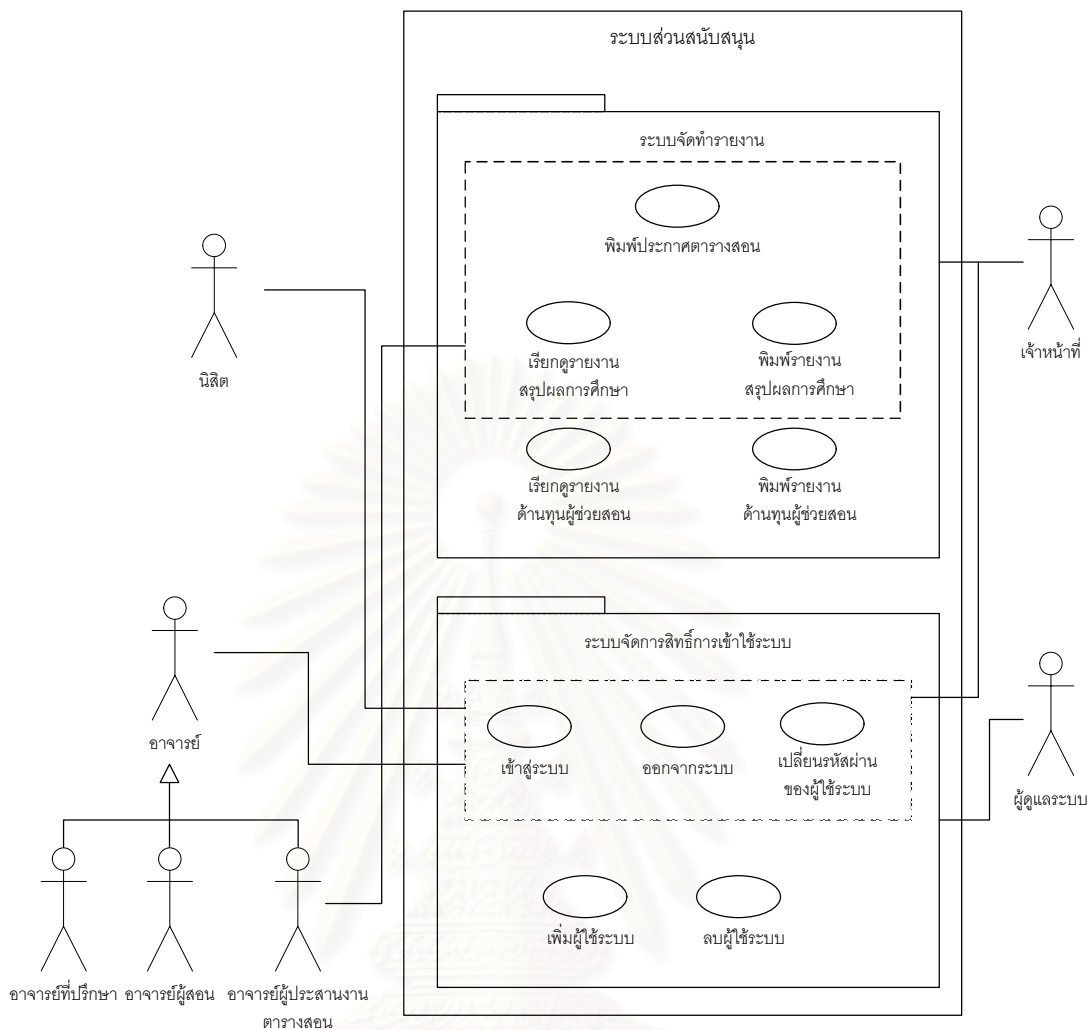 ระบบส่วนสนับสนุน
ระบบจัดทำรายงาน
พิมพ์ประกาศตารางสอน
นิสิต
เรียกดูรายงาน
สรุปผลการศึกษา
พิมพ์รายงาน
สรุปผลการศึกษา
เจ้าหน้าที่
เรียกดูรายงาน
ด้านทุนผู้ช่วยสอน
พิมพ์รายงาน
ด้านทุนผู้ช่วยสอน
ระบบจัดการสิทธิ์การเข้าใช้ระบบ
อาจารย์
เข้าสู่ระบบ
ออกจากระบบ
เปลี่ยนรหัสผ่าน
ของผู้ใช้ระบบ
ผู้ดูแลระบบ
เพิ่มผู้ใช้ระบบ
ลบผู้ใช้ระบบ
อาจารย์ที่ปรึกษา
อาจารย์ผู้สอน
อาจารย์ผู้ประสานงาน
ตารางสอน